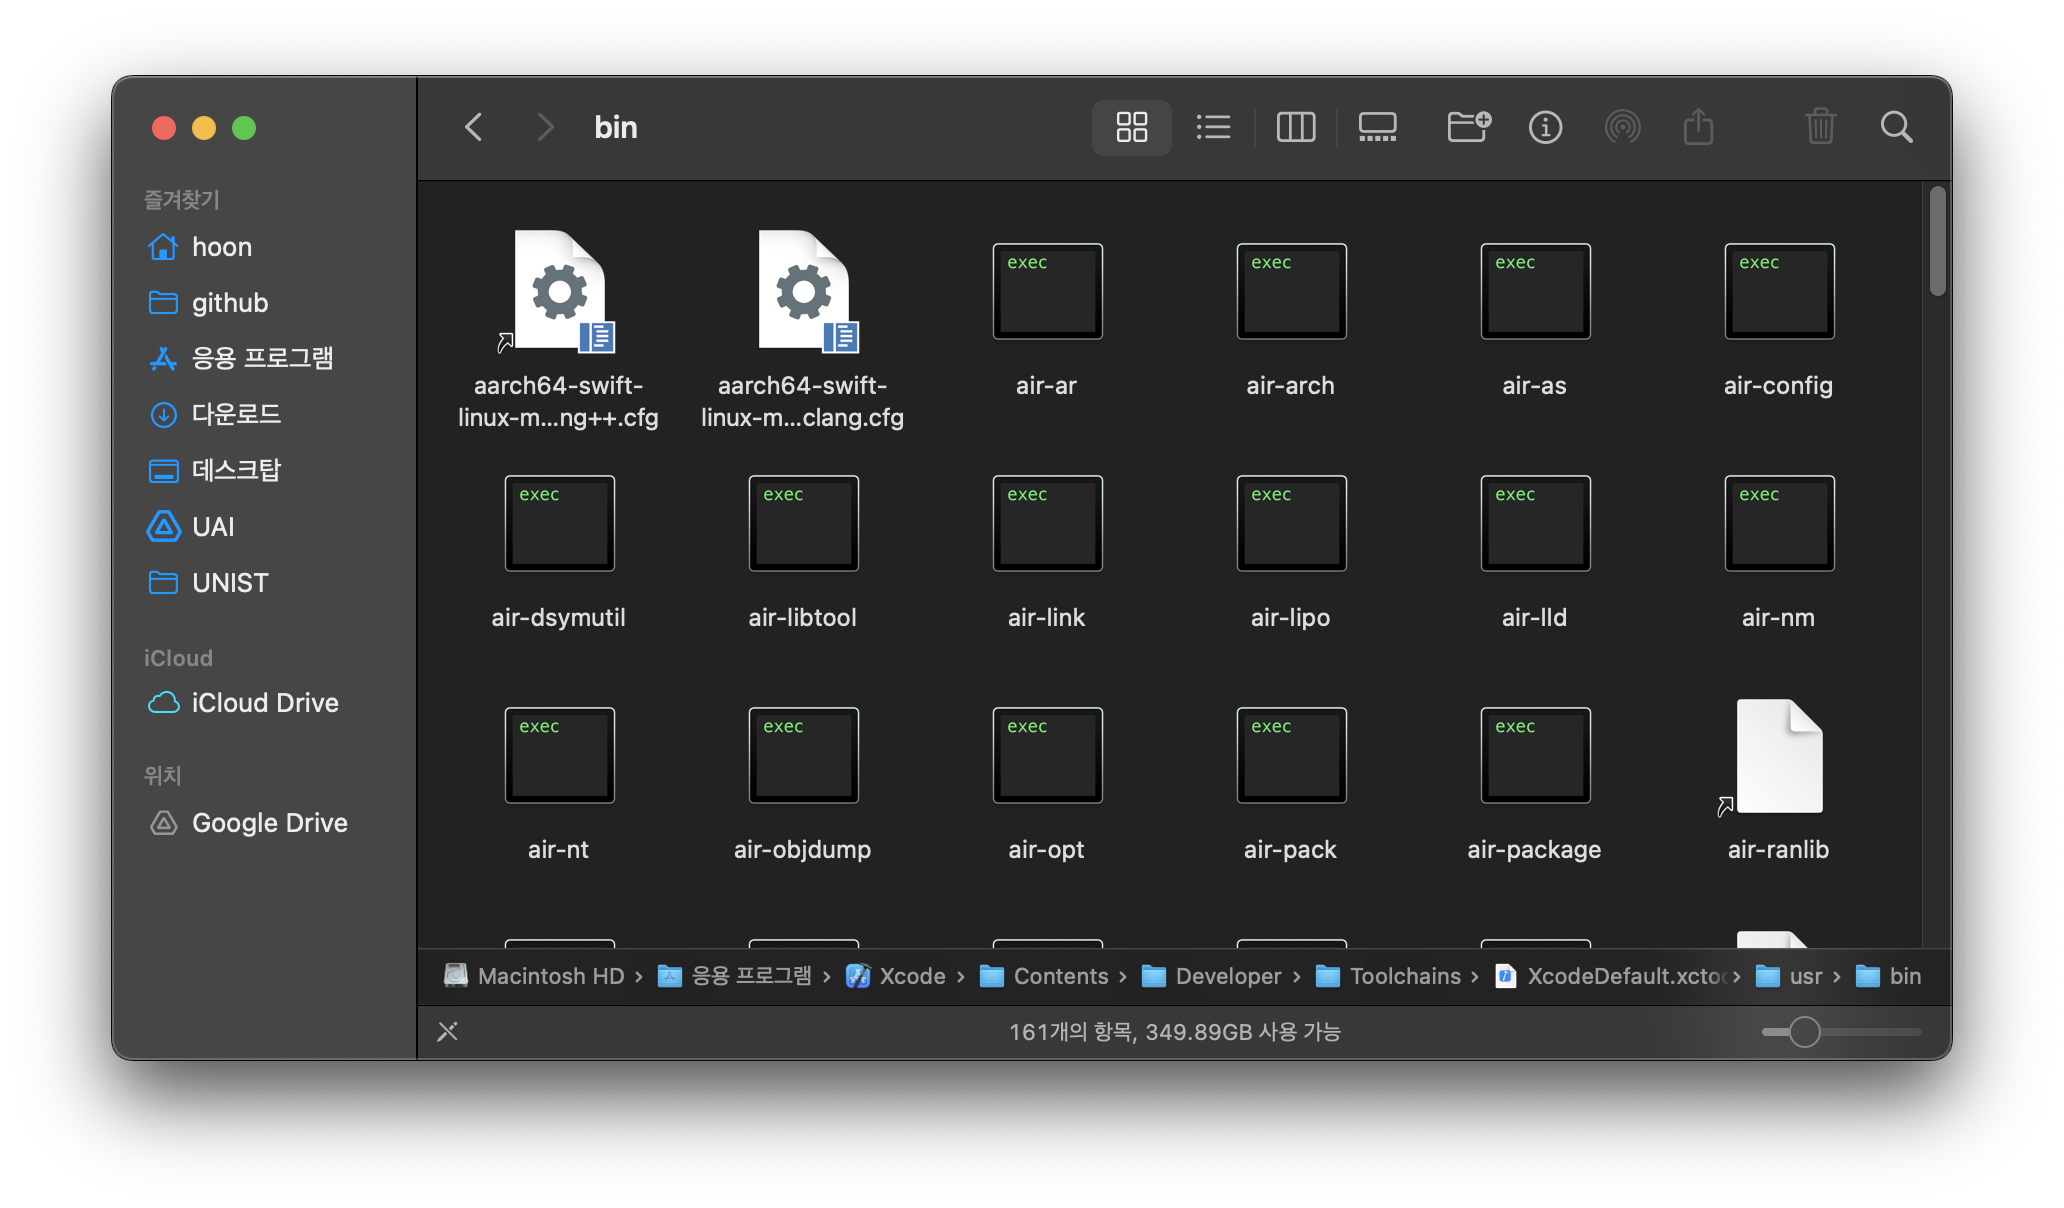 bin
즐겨찾기
hoon
github
응용 프로그램
다운로드
데스크탑
UAI
UNIST
iCloud
iCloud Drive
위치
Google Drive
exec
exec
exec
exec
aarch64-swift-
linux-m...ng++.cfg
aarch64-swift-
linux-m...clang.cfg
air-ar
air-arch
air-as
air-config
exec
exec
exec
exec
exec
exec
air-dsymutil
air-libtool
air-link
air-lipo
air-lld
air-nm
exec
exec
exec
exec
exec
air-nt
air-objdump
air-opt
air-pack
air-package
air-ranlib
Macintosh HD › 응용 프로그램 › Xcode › Contents › Developer › Toolchains › XcodeDefault.xctoo › usr › bin
161개의 항목, 349.89GB 사용 가능